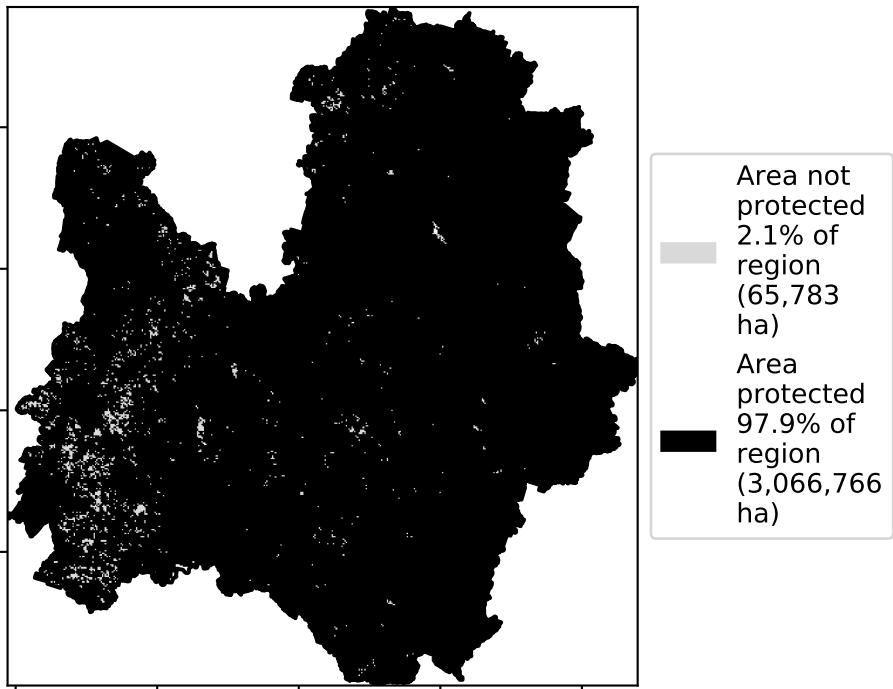 Area not
protected
2.1% of
region
(65,783
ha)
Area
protected
97.9% of
region
(3,066,766
ha)